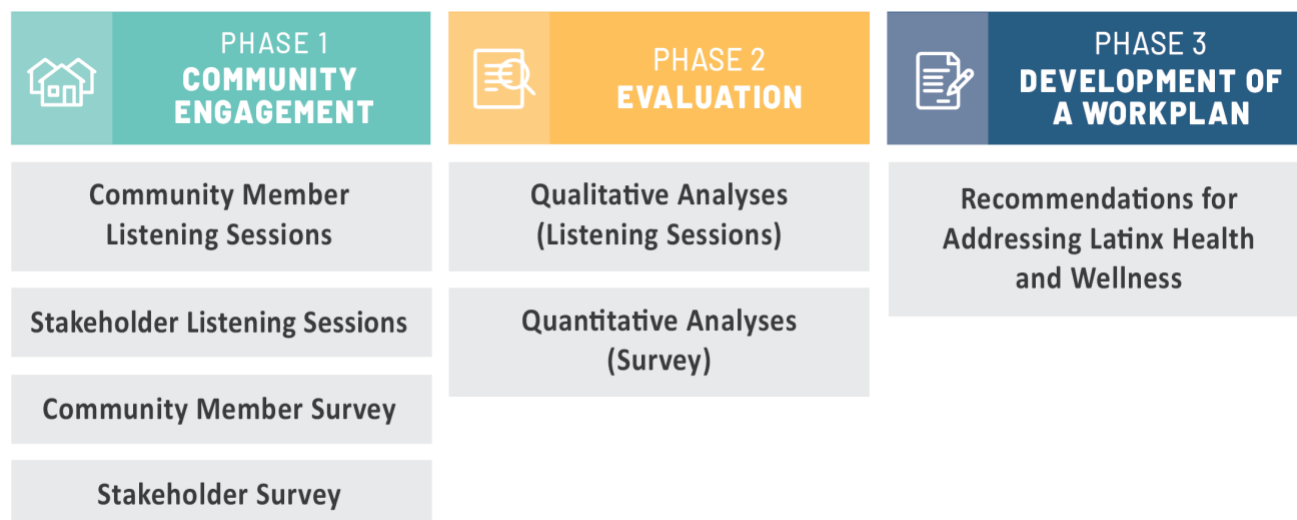 PHASE 1
COMMUNITY
ENGAGEMENT
Community Member
Listening Sessions
Stakeholder Listening Sessions
Community Member Survey
Stakeholder Survey
PHASE 2
EVALUATION
Qualitative Analyses
(Listening Sessions)
Quantitative Analyses
(Survey)
PHASE 3
DEVELOPMENT OF
A WORKPLAN
Recommendations for
Addressing Latinx Health
and Wellness